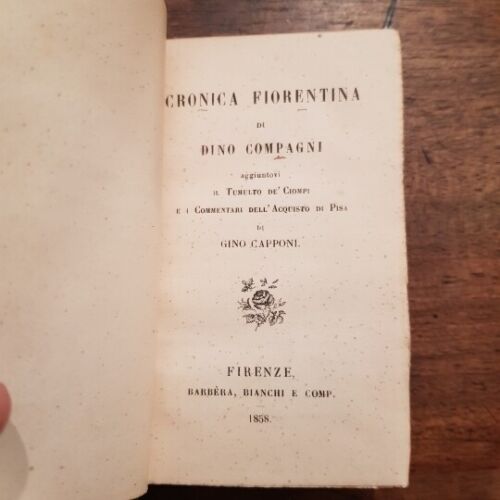 CRONICA FIORENTINA
DI
DINO COMPAGNI
aggiuntovi
IL TUMULTO DE' CIOMPI
E I COMMENTARI DELL'ACQUISTO DI PISA
DI
GINO CAPPONI.
FIRENZE,
BARBÈRA, BIANCHI E COMP.
1858.